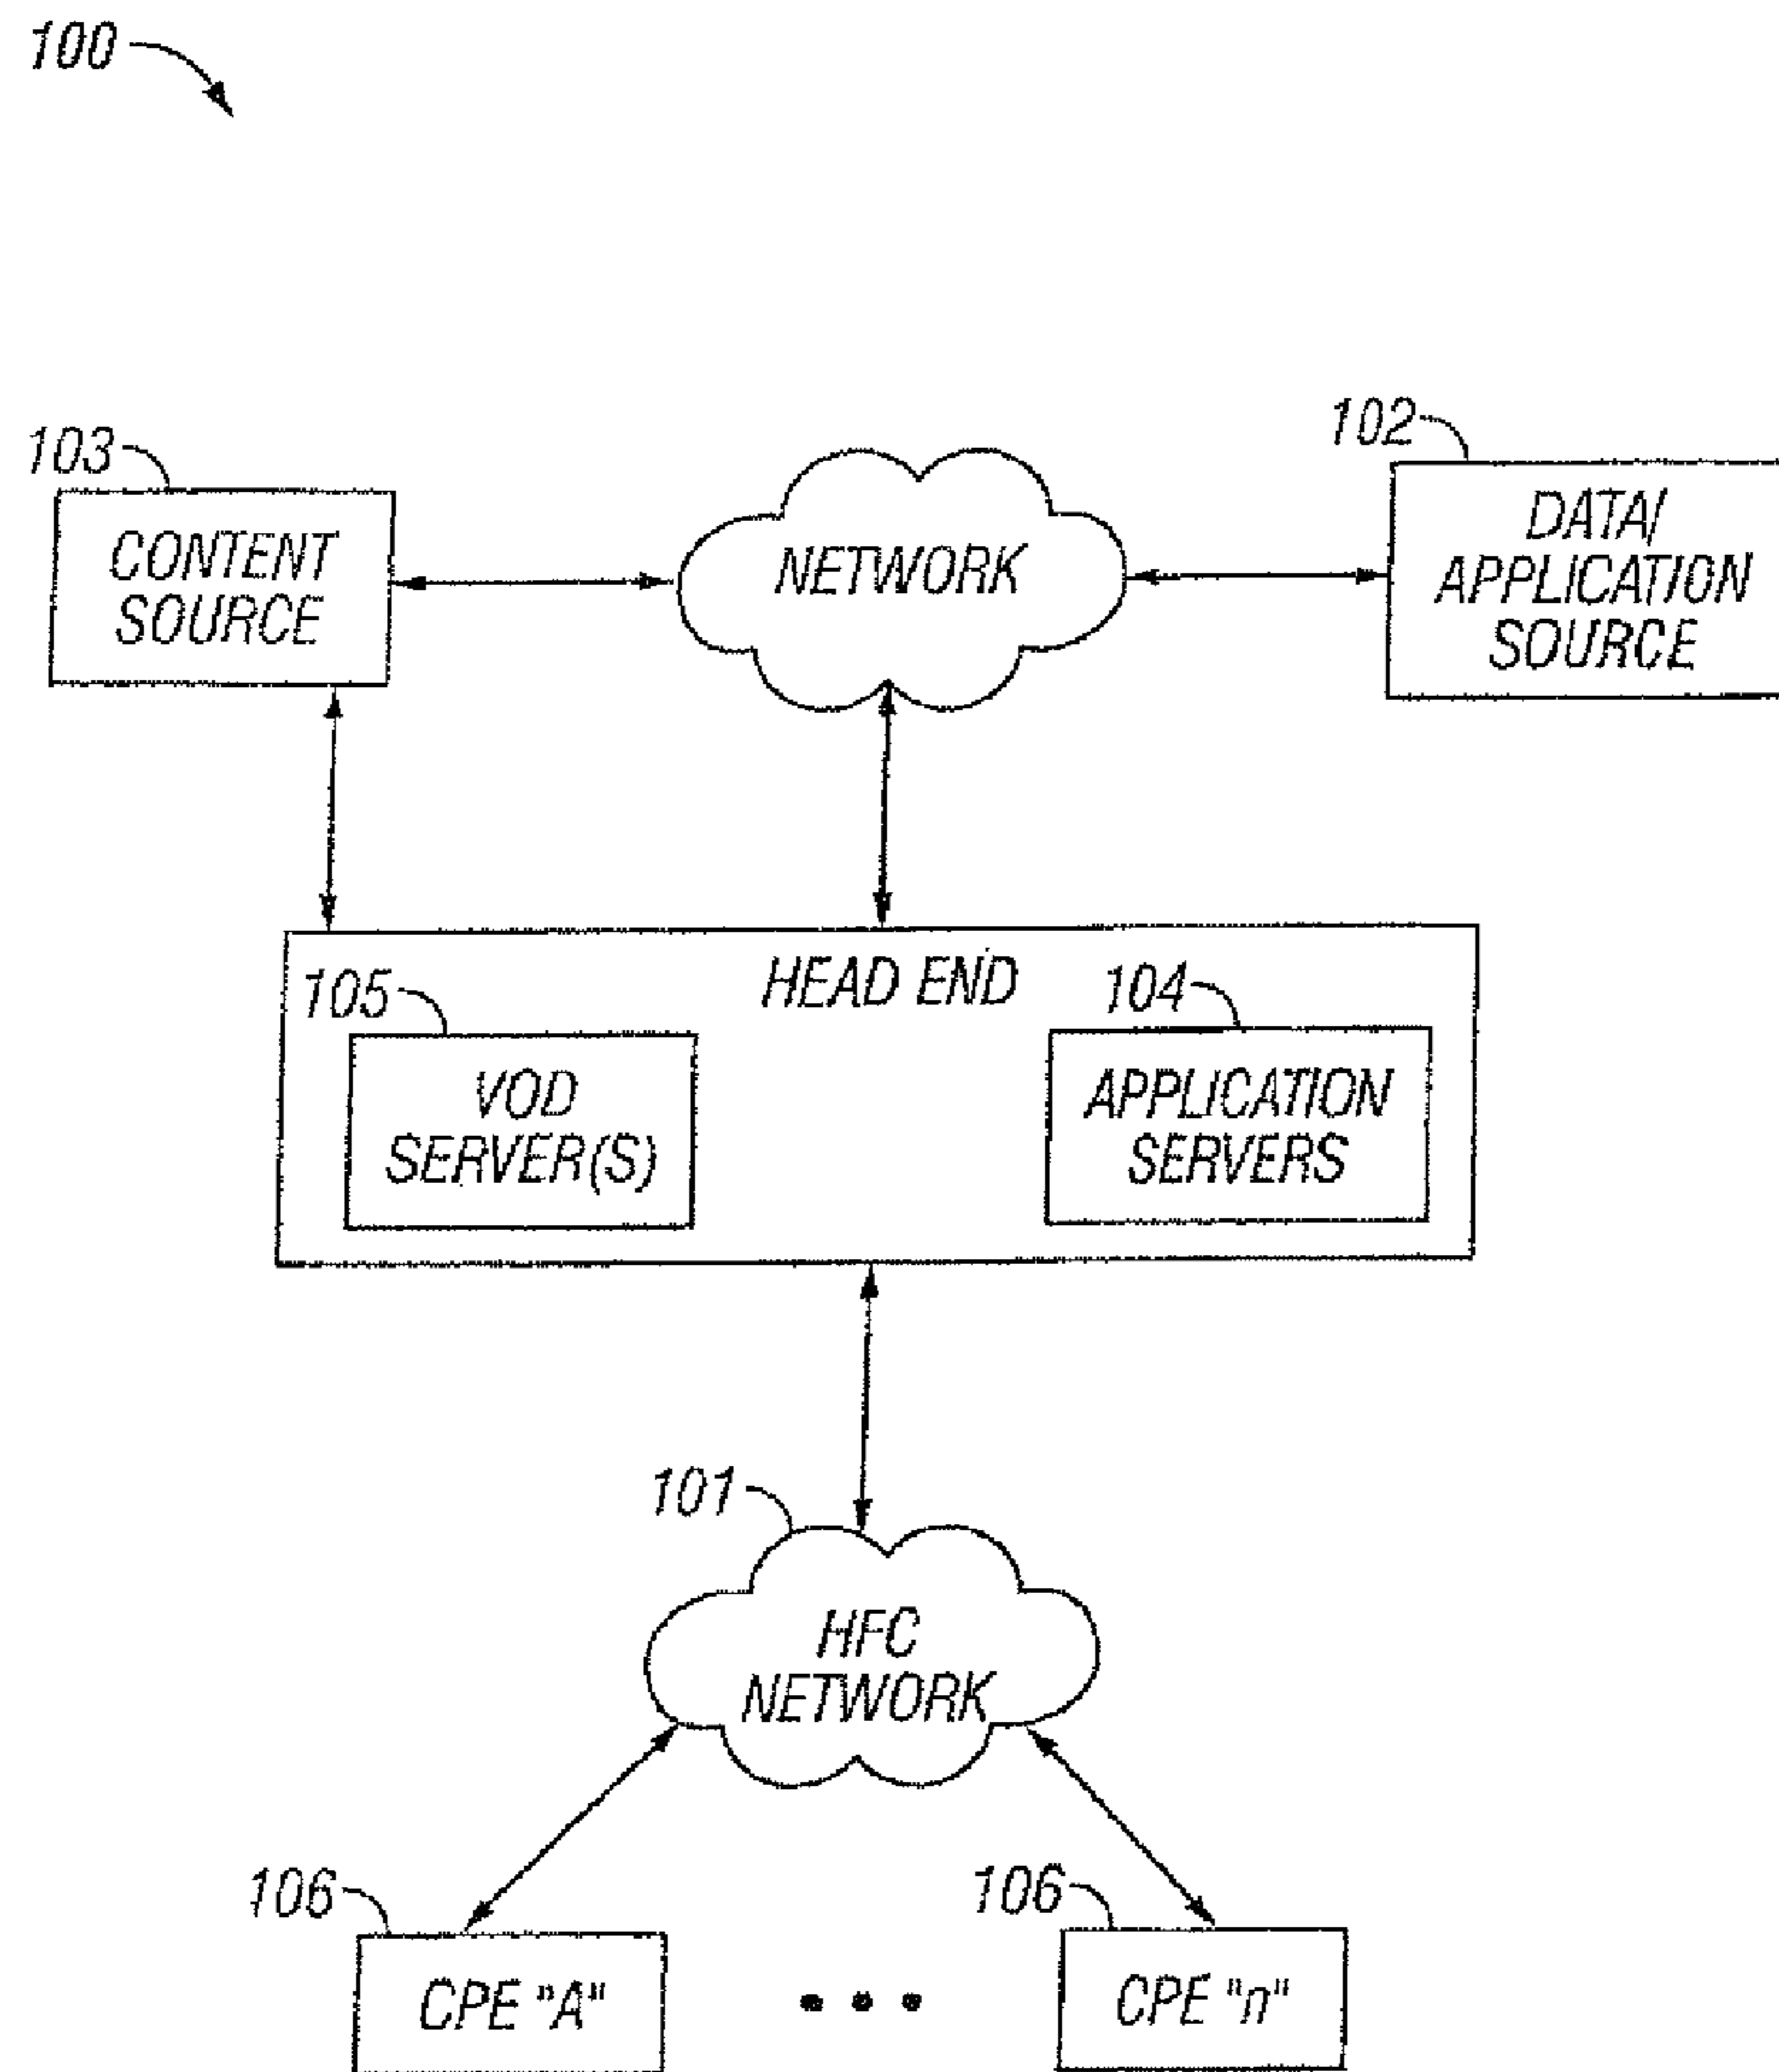 100
103
102
CONTENT
SOURCE
NETWORK
DATA/
APPLICATION
SOURCE
HEAD END
105
104
VOD
SERVER(S)
APPLICATION
SERVERS
101
HFC
NETWORK
106
106
CPE "A"
CPE "n"